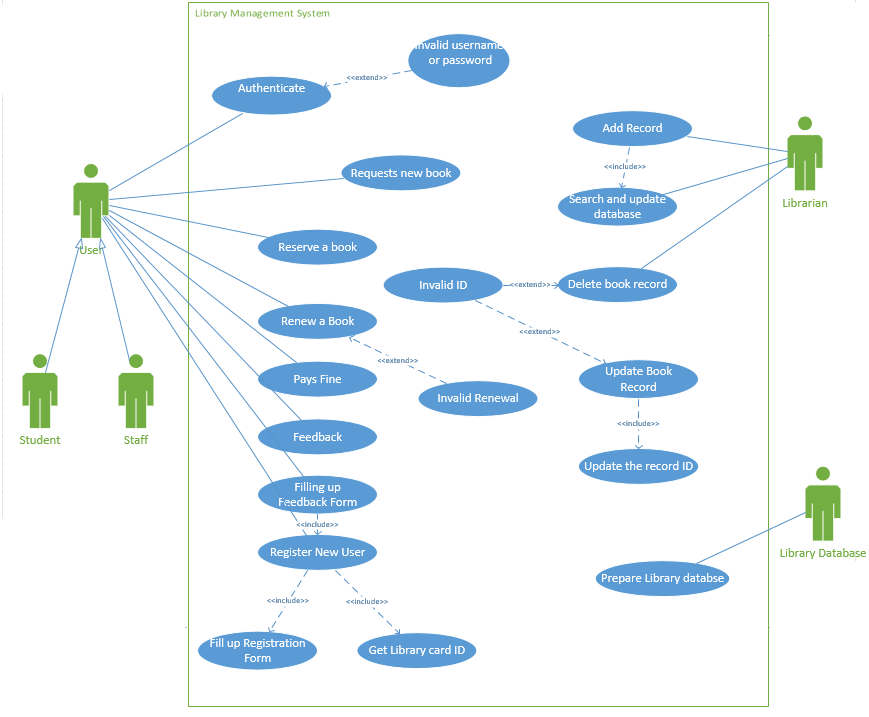 Library Management System
Invalid username
or password
<<extend>>
Authenticate
Add Record
<<include>>
Requests new book
Search and update
database
Librarian
User
Reserve a book
Invalid ID
<<extend>>
Delete book record
Renew a Book
<<extend>>
<<extend>>
Pays Fine
Update Book
Record
Invalid Renewal
<<include>>
Student
Staff
Feedback
Update the record ID
Filling up
Feedback Form
<<include>>
Register New User
Library Database
Prepare Library databse
<<include>>
<<include>>
Fill up Registration
Form
Get Library card ID